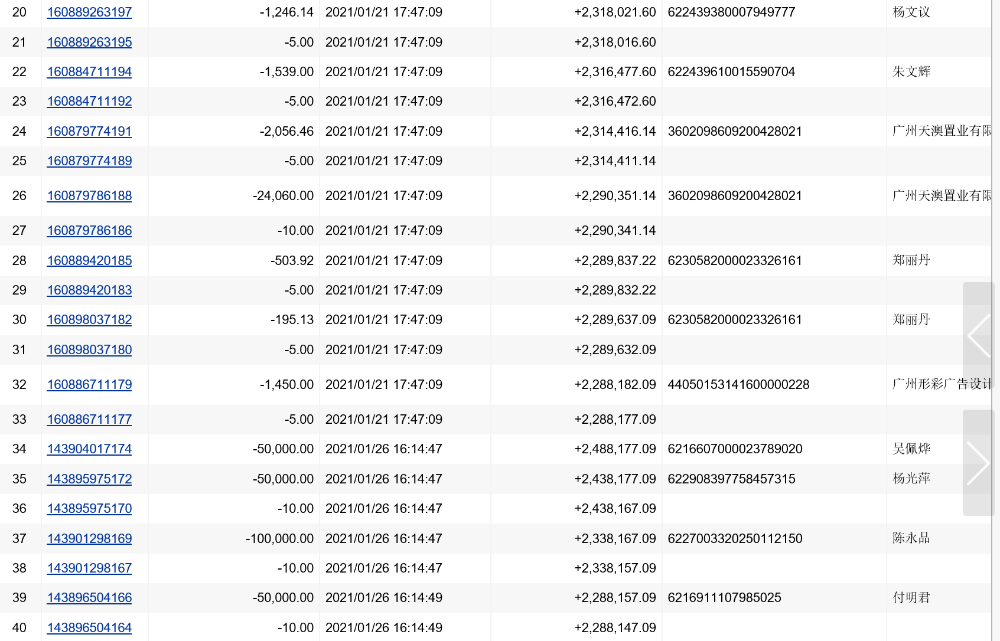 20 160889263197 -1,246.14 2021/01/21 17:47:09 +2,318,021.60 622439380007949777 杨文议
21 160889263195 -5.00 2021/01/21 17:47:09 +2,318,016.60
22 160884711194 -1,539.00 2021/01/21 17:47:09 +2,316,477.60 622439610015590704 朱文辉
23 160884711192 -5.00 2021/01/21 17:47:09 +2,316,472.60
24 160879774191 -2,056.46 2021/01/21 17:47:09 +2,314,416.14 3602098609200428021 广州天澳置业有限
25 160879774189 -5.00 2021/01/21 17:47:09 +2,314,411.14
26 160879786188 -24,060.00 2021/01/21 17:47:09 +2,290,351.14 3602098609200428021 广州天澳置业有限
27 160879786186 -10.00 2021/01/21 17:47:09 +2,290,341.14
28 160889420185 -503.92 2021/01/21 17:47:09 +2,289,837.22 6230582000023326161 郑丽丹
29 160889420183 -5.00 2021/01/21 17:47:09 +2,289,832.22
30 160898037182 -195.13 2021/01/21 17:47:09 +2,289,637.09 6230582000023326161 郑丽丹
31 160898037180 -5.00 2021/01/21 17:47:09 +2,289,632.09
32 160886711179 -1,450.00 2021/01/21 17:47:09 +2,288,182.09 44050153141600000228 广州形彩广告设计
33 160886711177 -5.00 2021/01/21 17:47:09 +2,288,177.09
34 143904017174 -50,000.00 2021/01/26 16:14:47 +2,488,177.09 6216607000023789020 吴佩烨
35 143895975172 -50,000.00 2021/01/26 16:14:47 +2,438,177.09 622908397758457315 杨光萍
36 143895975170 -10.00 2021/01/26 16:14:47 +2,438,167.09
37 143901298169 -100,000.00 2021/01/26 16:14:47 +2,338,167.09 6227003320250112150 陈永品
38 143901298167 -10.00 2021/01/26 16:14:47 +2,338,157.09
39 143896504166 -50,000.00 2021/01/26 16:14:49 +2,288,157.09 6216911107985025 付明君
40 143896504164 -10.00 2021/01/26 16:14:49 +2,288,147.09